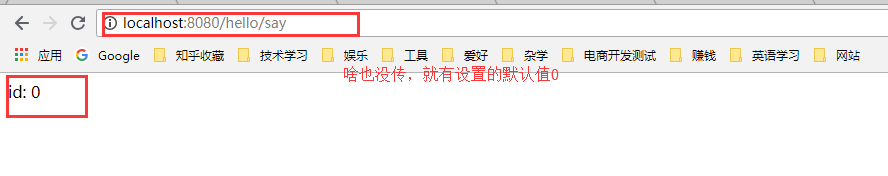 localhost:8080/hello/say
应用 Google 知乎收藏 技术学习 娱乐 工具 爱好 杂学 电商开发测试 赚钱 英语学习 网站
啥也没传，就有设置的默认值0
id: 0